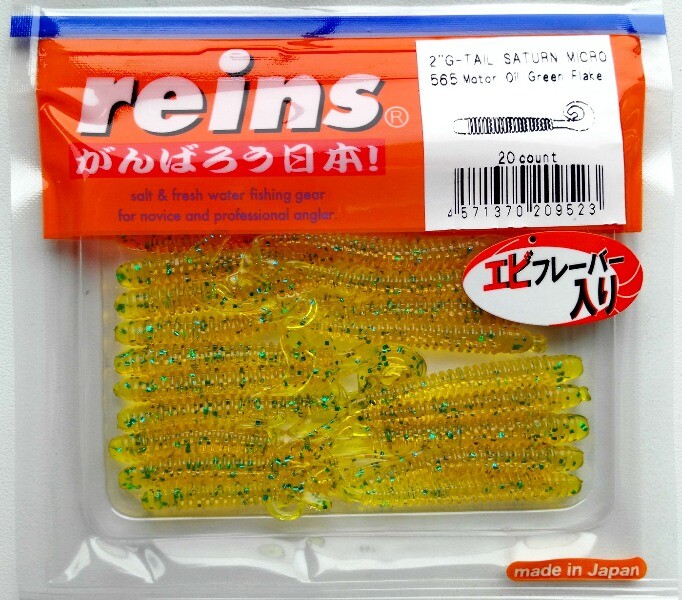 reins®
がんばろう日本!
salt & fresh water fishing gear
for novice and professional angler.
2"G-TAIL SATURN MICRO
565 Motor Oil Green Flake
20 count
4 571370 209523
エビフレーバー
入り
made in Japan